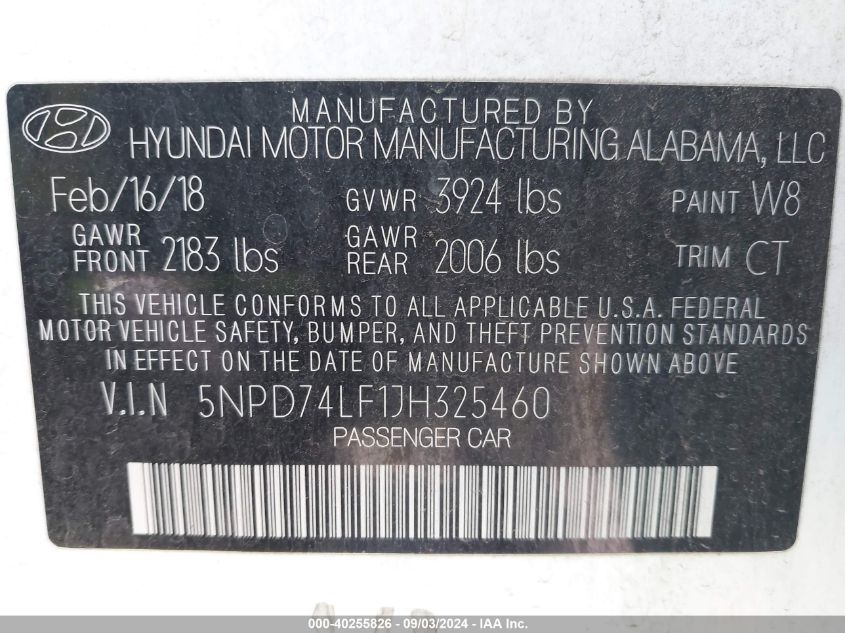 MANUFACTURED BY
HYUNDAI MOTOR MANUFACTURING ALABAMA, LLC
Feb/16/18 GVWR 3924 lbs PAINT W8
GAWR FRONT 2183 lbs GAWR REAR 2006 lbs TRIM CT
THIS VEHICLE CONFORMS TO ALL APPLICABLE U.S.A. FEDERAL
MOTOR VEHICLE SAFETY, BUMPER, AND THEFT PREVENTION STANDARDS
IN EFFECT ON THE DATE OF MANUFACTURE SHOWN ABOVE
V.I.N 5NPD74LF1JH325460
PASSENGER CAR
000-40255826 - 09/03/2024 - IAA Inc.